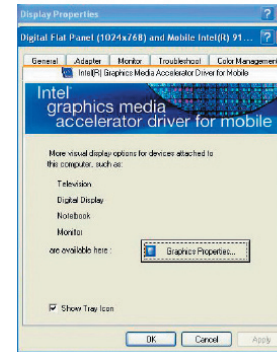 Display Properties
Digital Flat Panel (1024x768) and Mobile Intel(R) 91...
General Adapter Monitor Troubleshoot Color Management
Intel(R) Graphics Media Accelerator Driver for Mobile
Intel
graphics media
accelerator driver for mobile
More visual display options for devices attached to
this computer, such as:
Television
Digital Display
Notebook
Monitor
are available here :
Graphics Properties...
Show Tray Icon
OK Cancel Apply